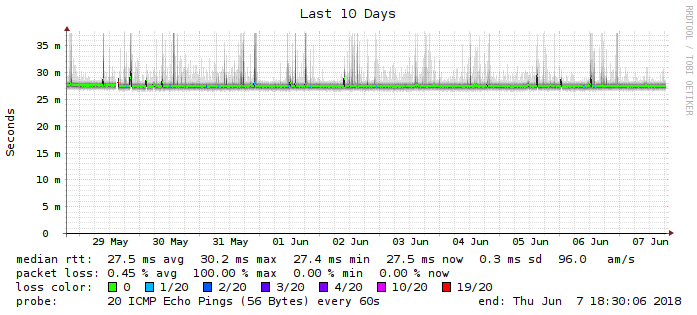 Last 10 Days
RRDTOOL / TOBI OETIKER
Seconds
35 m
30 m
25 m
20 m
15 m
10 m
5 m
0
29 May 30 May 31 May 01 Jun 02 Jun 03 Jun 04 Jun 05 Jun 06 Jun 07 Jun
median rtt: 27.5 ms avg 30.2 ms max 27.4 ms min 27.5 ms now 0.3 ms sd 96.0 am/s
packet loss: 0.45 % avg 100.00 % max 0.00 % min 0.00 % now
loss color: 0 1/20 2/20 3/20 4/20 10/20 19/20
probe: 20 ICMP Echo Pings (56 Bytes) every 60s end: Thu Jun 7 18:30:06 2018